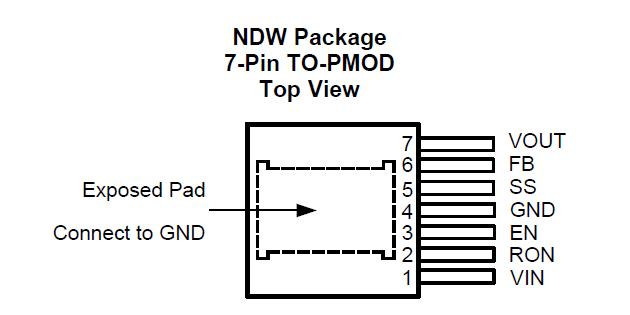 NDW Package
7-Pin TO-PMOD
Top View
7 VOUT
6 FB
Exposed Pad 5 SS
4 GND
Connect to GND 3 EN
2 RON
1 VIN